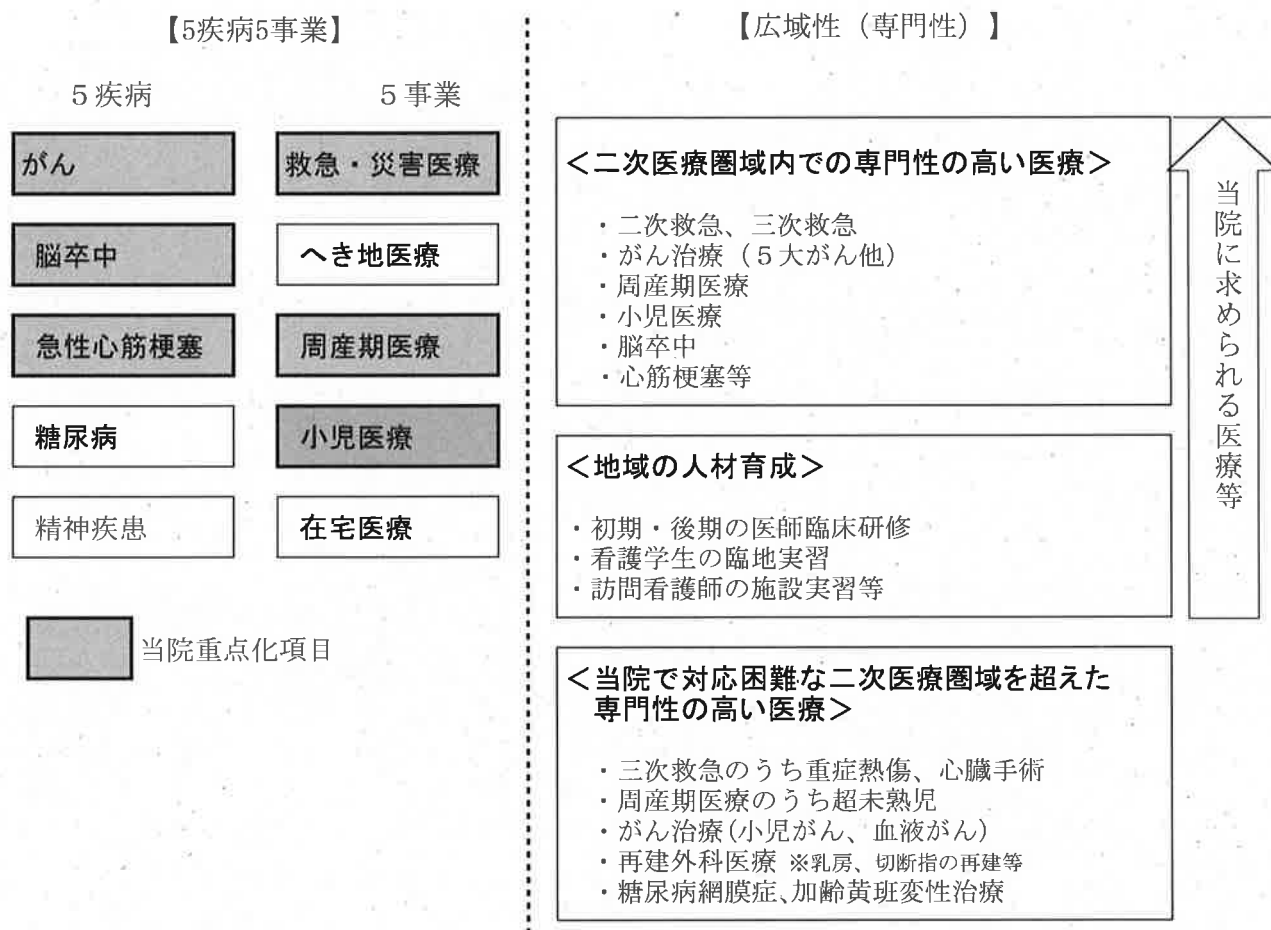 【5疾病5事業】
5疾病
5事業
がん
救急・災害医療
脳卒中
へき地医療
急性心筋梗塞
周産期医療
糖尿病
小児医療
精神疾患
在宅医療
当院重点化項目
【広域性（専門性）】
＜二次医療圏域内での専門性の高い医療＞
・二次救急、三次救急
・がん治療（5大がん他）
・周産期医療
・小児医療
・脳卒中
・心筋梗塞等
＜地域の人材育成＞
・初期・後期の医師臨床研修
・看護学生の臨地実習
・訪問看護師の施設実習等
＜当院で対応困難な二次医療圏域を超えた
専門性の高い医療＞
・三次救急のうち重症熱傷、心臓手術
・周産期医療のうち超未熟児
・がん治療(小児がん、血液がん)
・再建外科医療 ※乳房、切断指の再建等
・糖尿病網膜症、加齢黄班変性治療
当院に求められる医療等